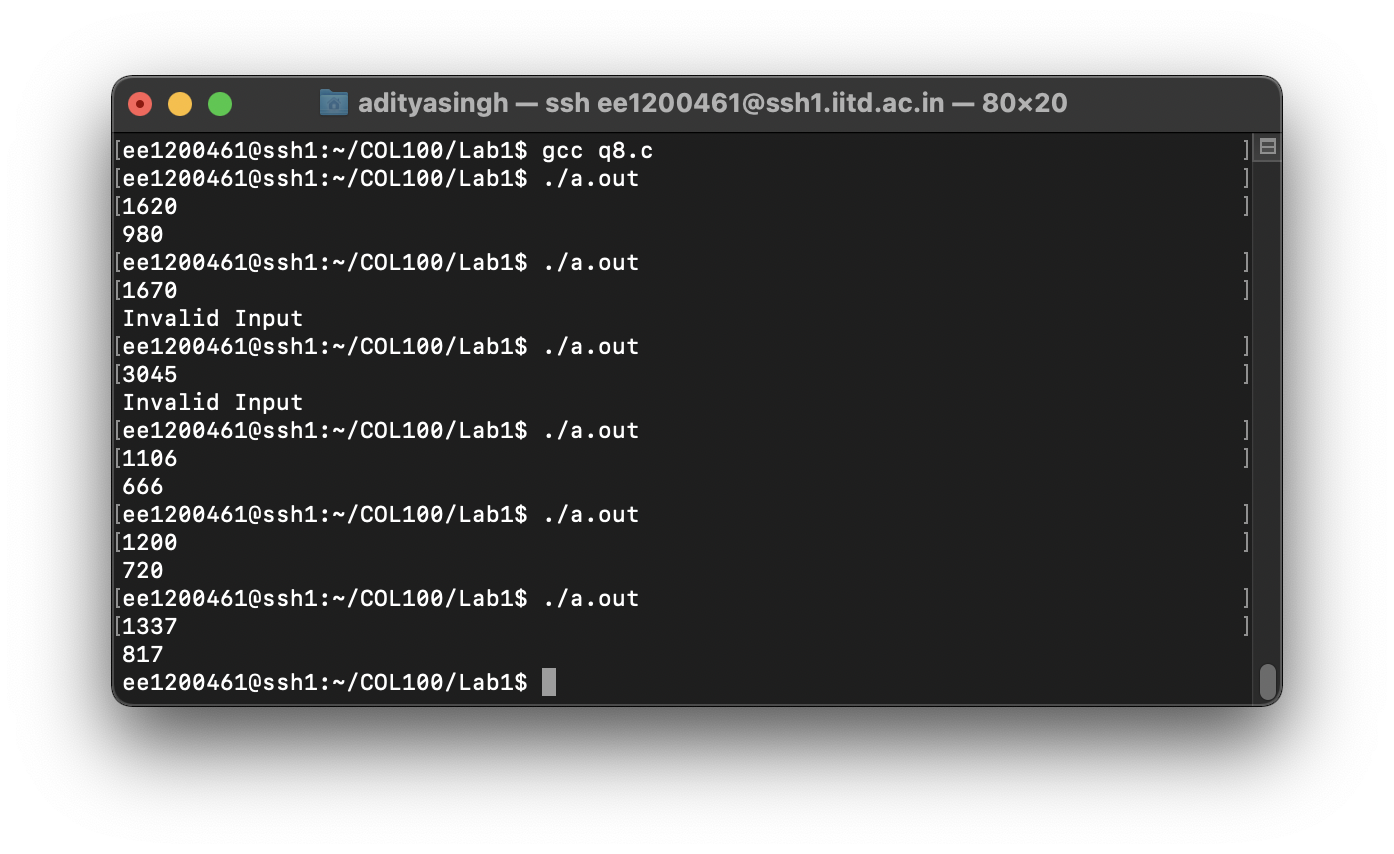 adityasingh — ssh ee1200461@ssh1.iitd.ac.in — 80×20
[ee1200461@ssh1:~/COL100/Lab1$ gcc q8.c ]
[ee1200461@ssh1:~/COL100/Lab1$ ./a.out ]
[1620 ]
980
[ee1200461@ssh1:~/COL100/Lab1$ ./a.out ]
[1670 ]
Invalid Input
[ee1200461@ssh1:~/COL100/Lab1$ ./a.out ]
[3045 ]
Invalid Input
[ee1200461@ssh1:~/COL100/Lab1$ ./a.out ]
[1106 ]
666
[ee1200461@ssh1:~/COL100/Lab1$ ./a.out ]
[1200 ]
720
[ee1200461@ssh1:~/COL100/Lab1$ ./a.out ]
[1337 ]
817
ee1200461@ssh1:~/COL100/Lab1$